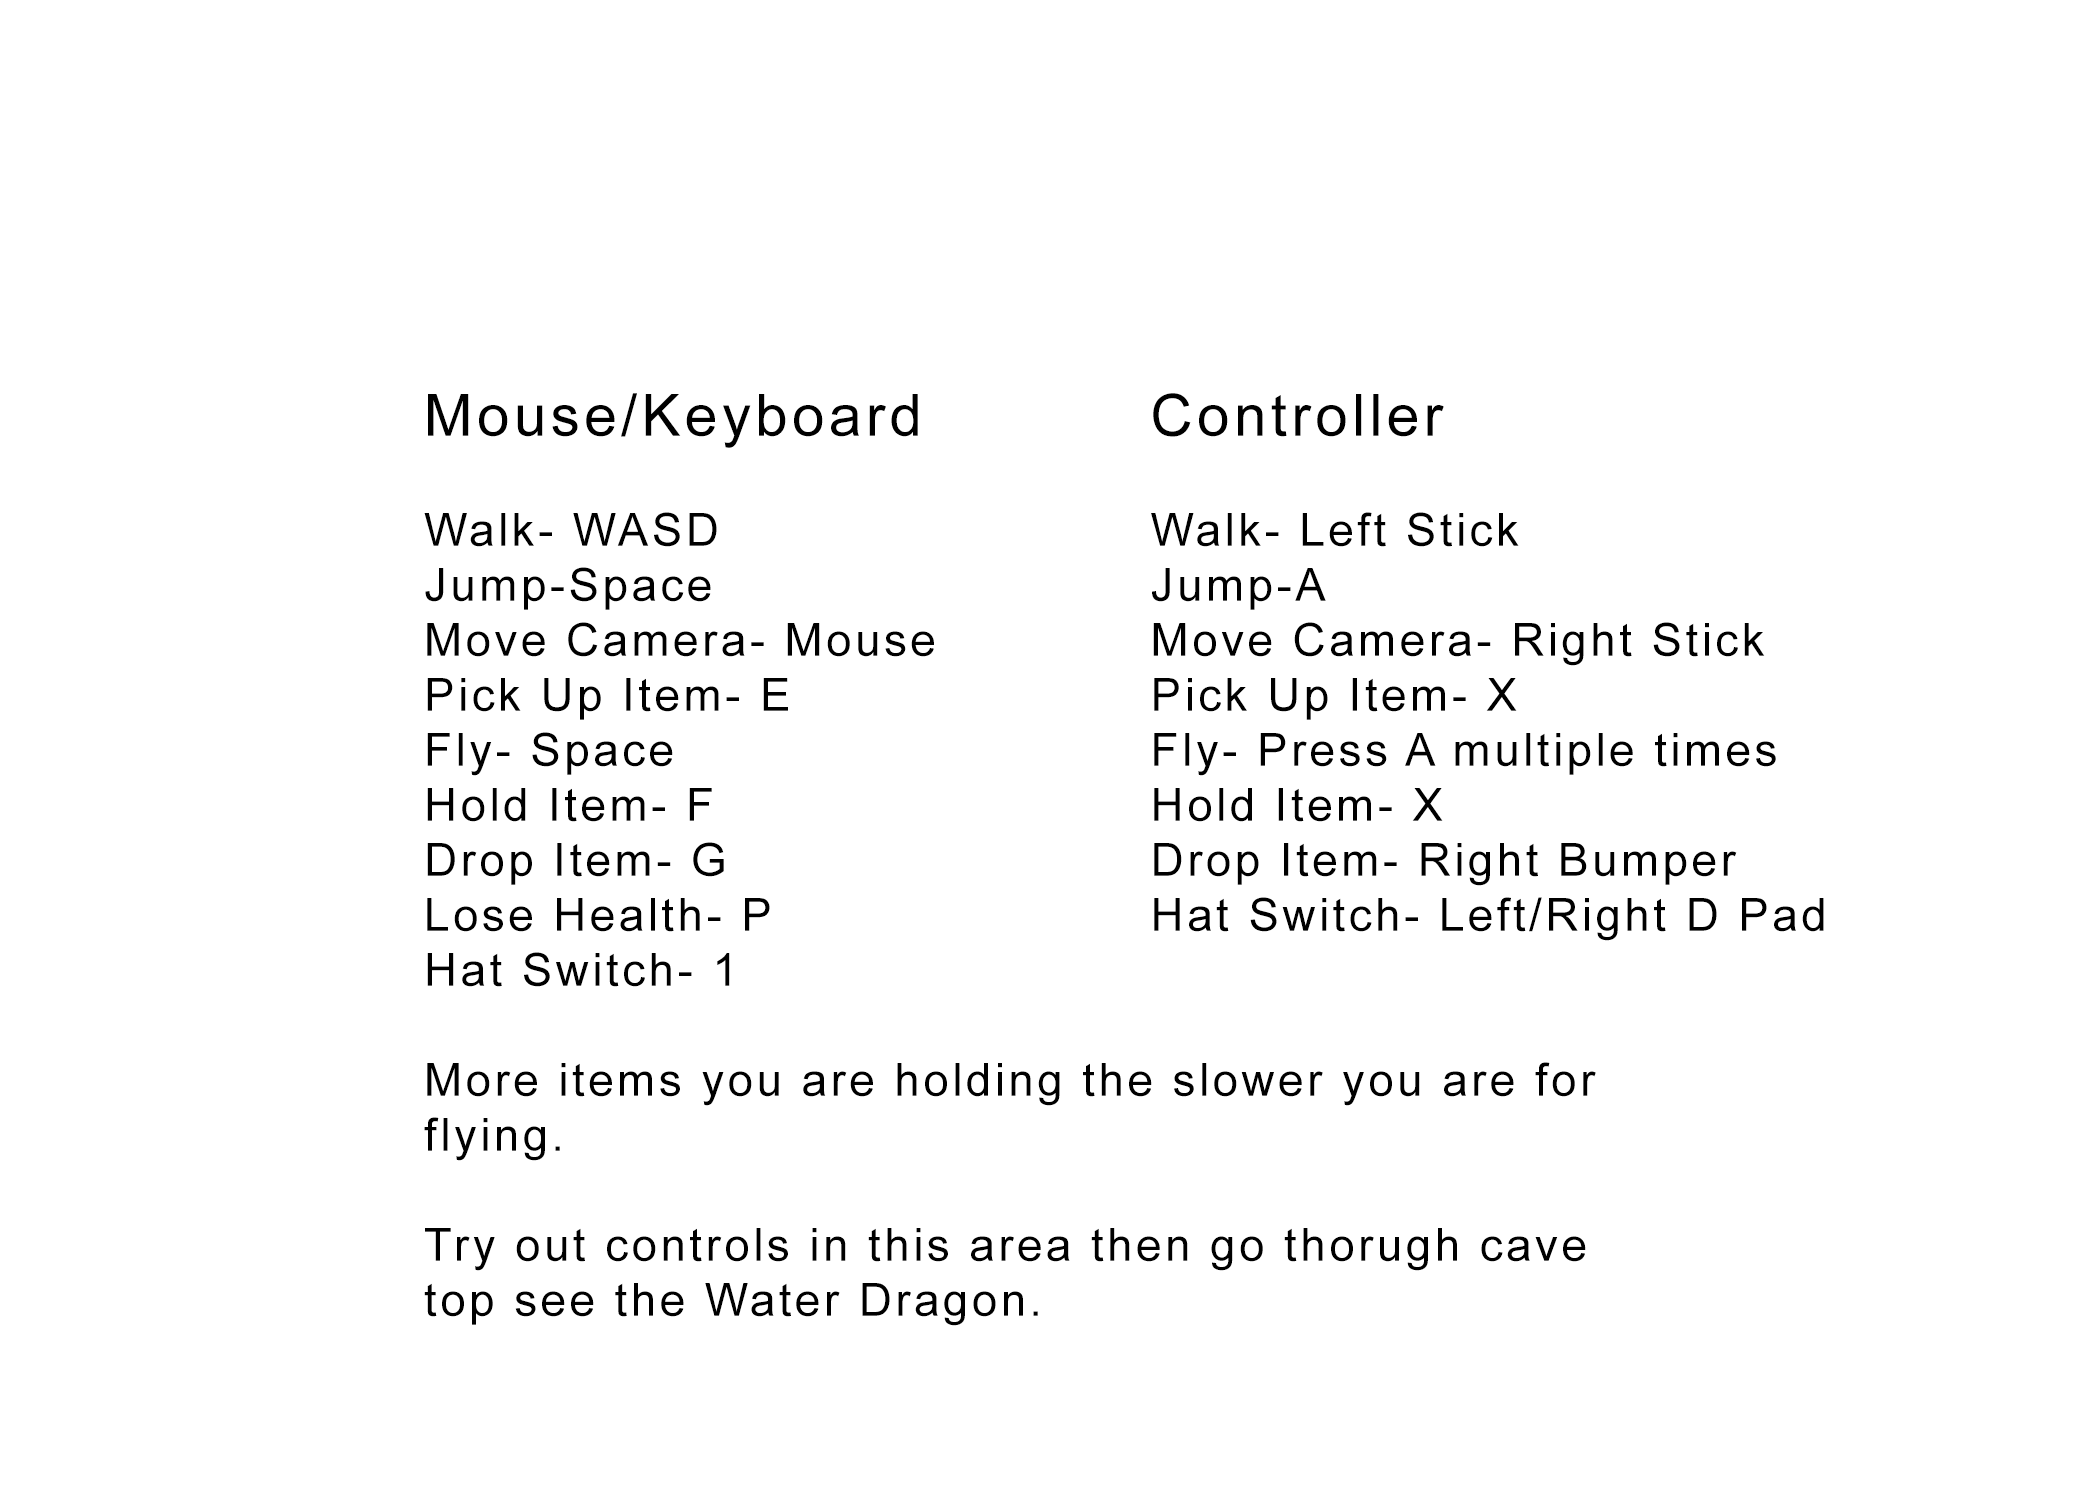 Mouse/Keyboard
Walk- WASD
Jump-Space
Move Camera- Mouse
Pick Up Item- E
Fly- Space
Hold Item- F
Drop Item- G
Lose Health- P
Hat Switch- 1
Controller
Walk- Left Stick
Jump-A
Move Camera- Right Stick
Pick Up Item- X
Fly- Press A multiple times
Hold Item- X
Drop Item- Right Bumper
Hat Switch- Left/Right D Pad
More items you are holding the slower you are for
flying.
Try out controls in this area then go thorugh cave
top see the Water Dragon.